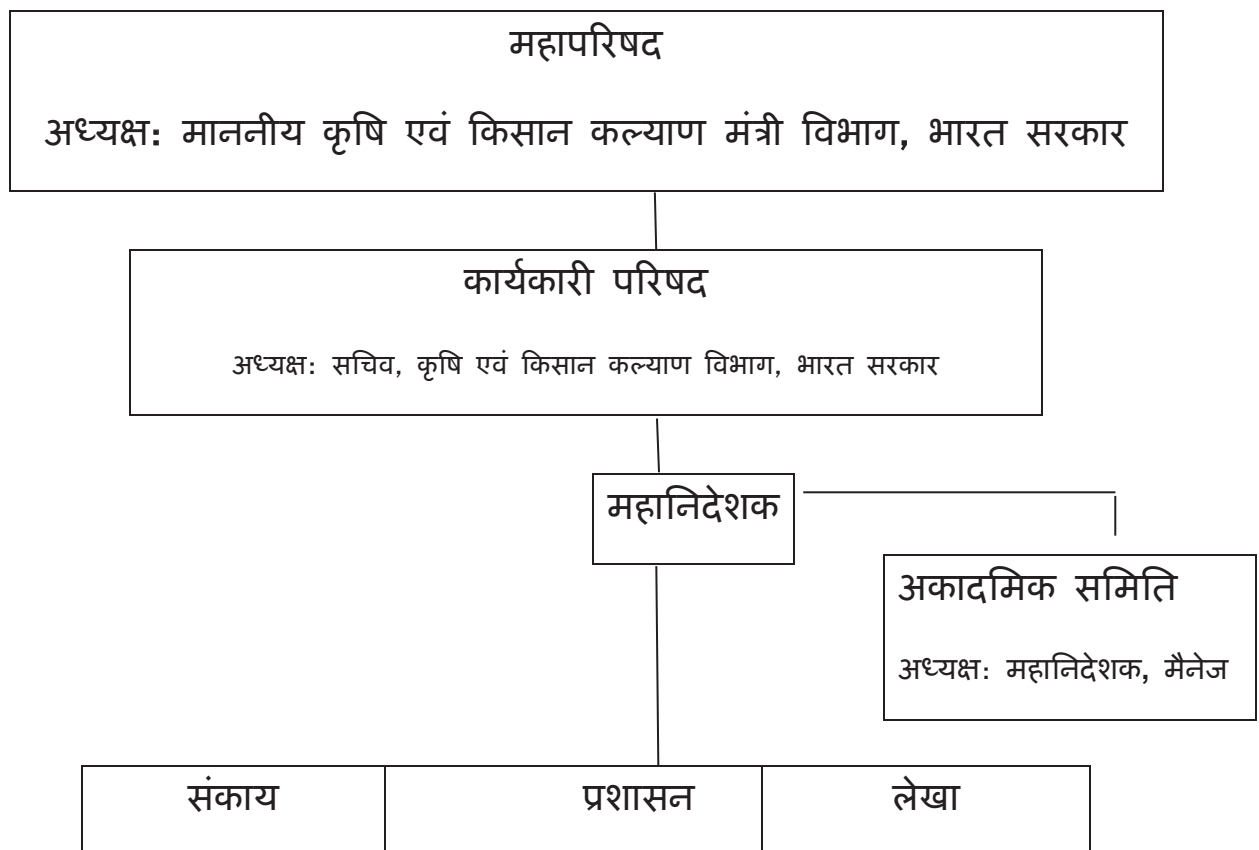 महापरिषद
अध्यक्ष: माननीय कृषि एवं किसान कल्याण मंत्री विभाग, भारत सरकार
कार्यकारी परिषद
अध्यक्ष: सचिव, कृषि एवं किसान कल्याण विभाग, भारत सरकार
महानिदेशक
अकादमिक समिति
अध्यक्ष: महानिदेशक, मैनेज
संकाय प्रशासन लेखा